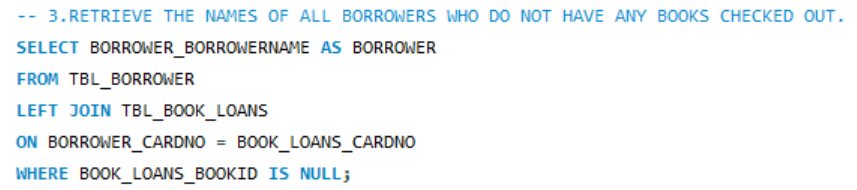 -- 3.RETRIEVE THE NAMES OF ALL BORROWERS WHO DO NOT HAVE ANY BOOKS CHECKED OUT.
SELECT BORROWER_BORROWERNAME AS BORROWER
FROM TBL_BORROWER
LEFT JOIN TBL_BOOK_LOANS
ON BORROWER_CARDNO = BOOK_LOANS_CARDNO
WHERE BOOK_LOANS_BOOKID IS NULL;